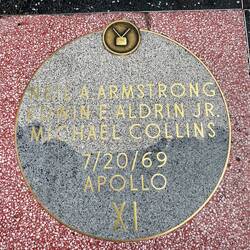 NEIL A ARMSTRONG
EDWIN E ALDRIN JR.
MICHAEL COLLINS
7/20/69
APOLLO
XI